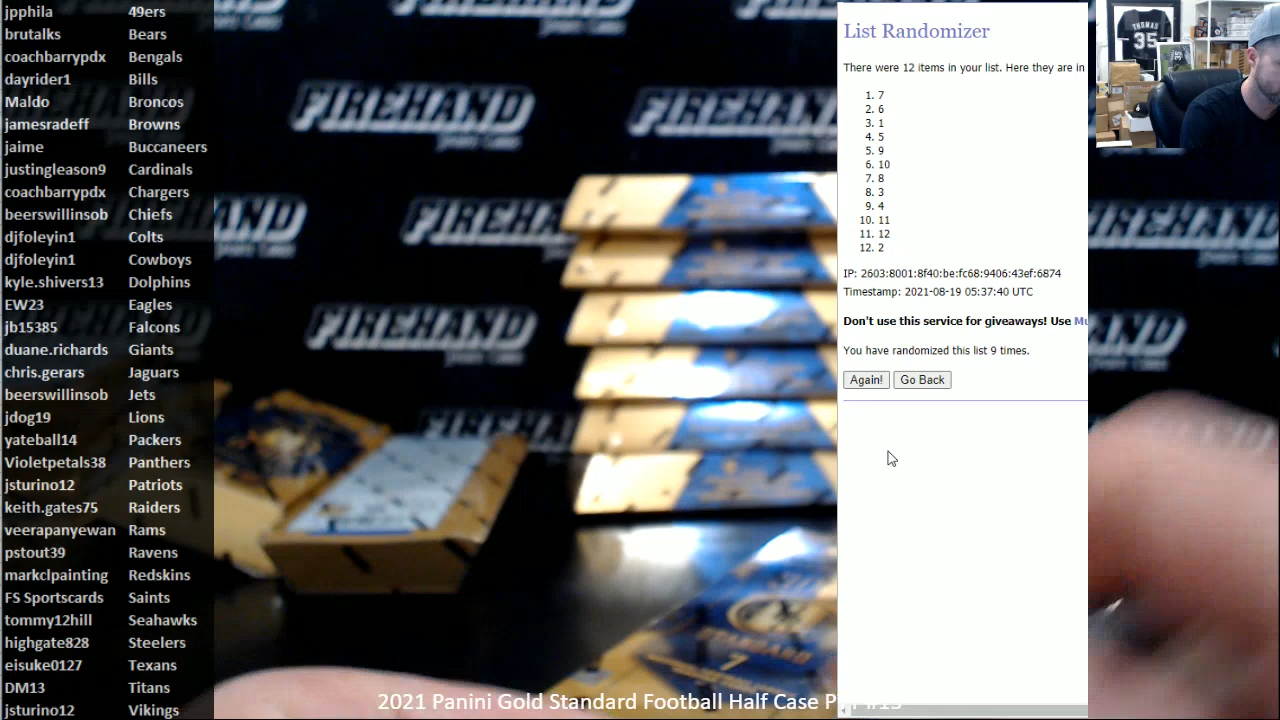 jpphila 49ers
brutalks Bears
coachbarrypdx Bengals
dayrider1 Bills
Maldo Broncos
jamesradeff Browns
jaime Buccaneers
justingleason9 Cardinals
coachbarrypdx Chargers
beerswillinsob Chiefs
djfoleyin1 Colts
djfoleyin1 Cowboys
kyle.shivers13 Dolphins
EW23 Eagles
jb15385 Falcons
duane.richards Giants
chris.gerars Jaguars
beerswillinsob Jets
jdog19 Lions
yateball14 Packers
Violetpetals38 Panthers
jsturino12 Patriots
keith.gates75 Raiders
veerapanyewan Rams
pstout39 Ravens
markclpainting Redskins
FS Sportscards Saints
tommy12hill Seahawks
highgate828 Steelers
eisuke0127 Texans
DM13 Titans
jsturino12 Vikings
FIREHAND
FIREHAND
FIREHAND
FIREHAND
STANDARD
7
2021 Panini Gold Standard Football Half Case
List Randomizer
There were 12 items in your list. Here they are in
1. 7
2. 6
3. 1
4. 5
5. 9
6. 10
7. 8
8. 3
9. 4
10. 11
11. 12
12. 2
IP: 2603:8001:8f40:be:fc68:9406:43ef:6874
Timestamp: 2021-08-19 05:37:40 UTC
Don't use this service for giveaways! Use
You have randomized this list 9 times.
Again! Go Back
THOMAS
35